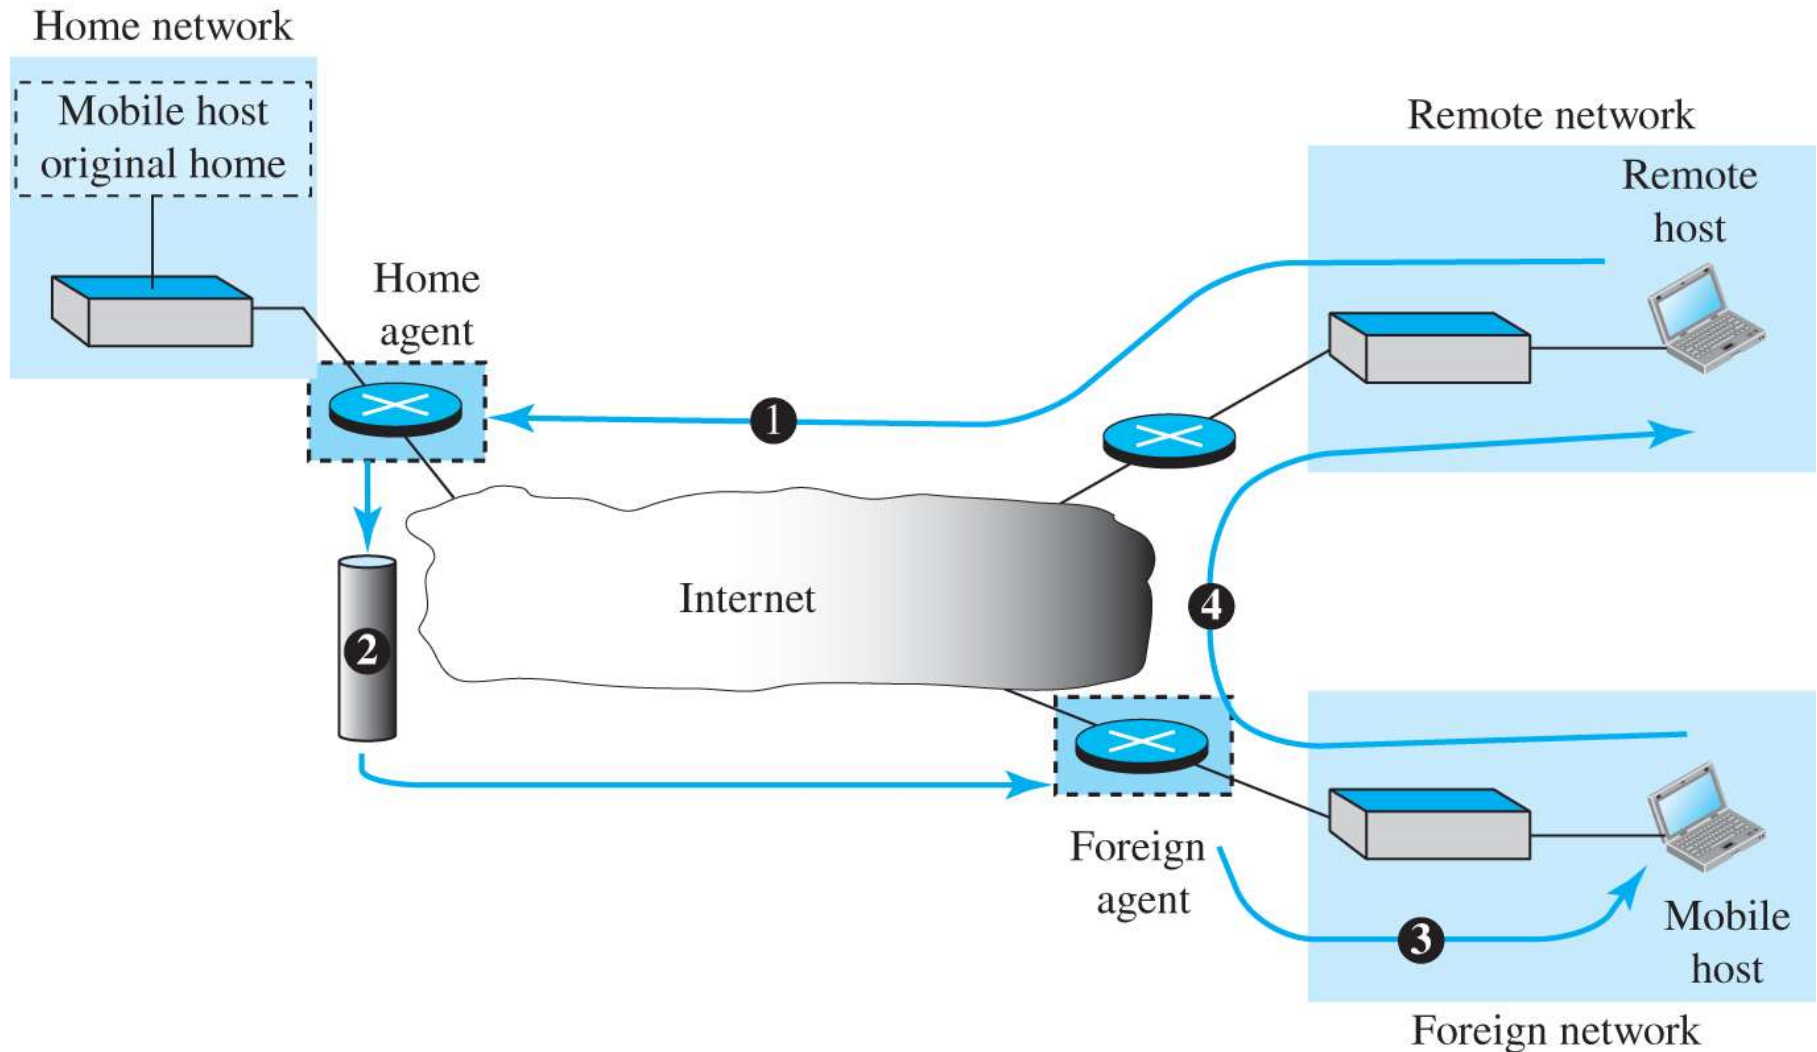 Home network
Mobile host
original home
Home
agent
Remote network
Remote
host
1
Internet
2
4
Foreign
agent
3
Mobile
host
Foreign network